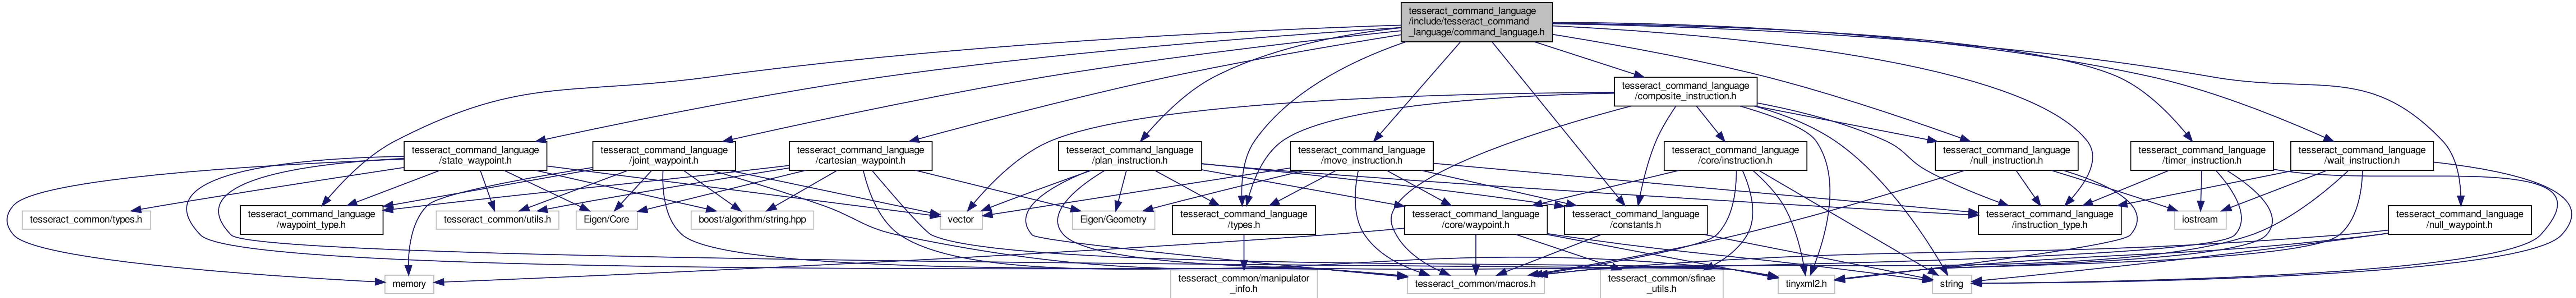 tesseract_command_language
/include/tesseract_command
_language/command_language.h
tesseract_command_language
/composite_instruction.h
tesseract_command_language
/state_waypoint.h
tesseract_command_language
/joint_waypoint.h
tesseract_command_language
/cartesian_waypoint.h
tesseract_command_language
/plan_instruction.h
tesseract_command_language
/move_instruction.h
tesseract_command_language
/core/instruction.h
tesseract_command_language
/null_instruction.h
tesseract_command_language
/timer_instruction.h
tesseract_command_language
/wait_instruction.h
tesseract_common/types.h
tesseract_command_language
/waypoint_type.h
tesseract_common/utils.h
Eigen/Core
boost/algorithm/string.hpp
vector
Eigen/Geometry
tesseract_command_language
/types.h
tesseract_command_language
/core/waypoint.h
tesseract_command_language
/constants.h
tesseract_command_language
/instruction_type.h
iostream
tesseract_command_language
/null_waypoint.h
memory
tesseract_common/manipulator
_info.h
tesseract_common/macros.h
tesseract_common/sfinae
_utils.h
tinyxml2.h
string